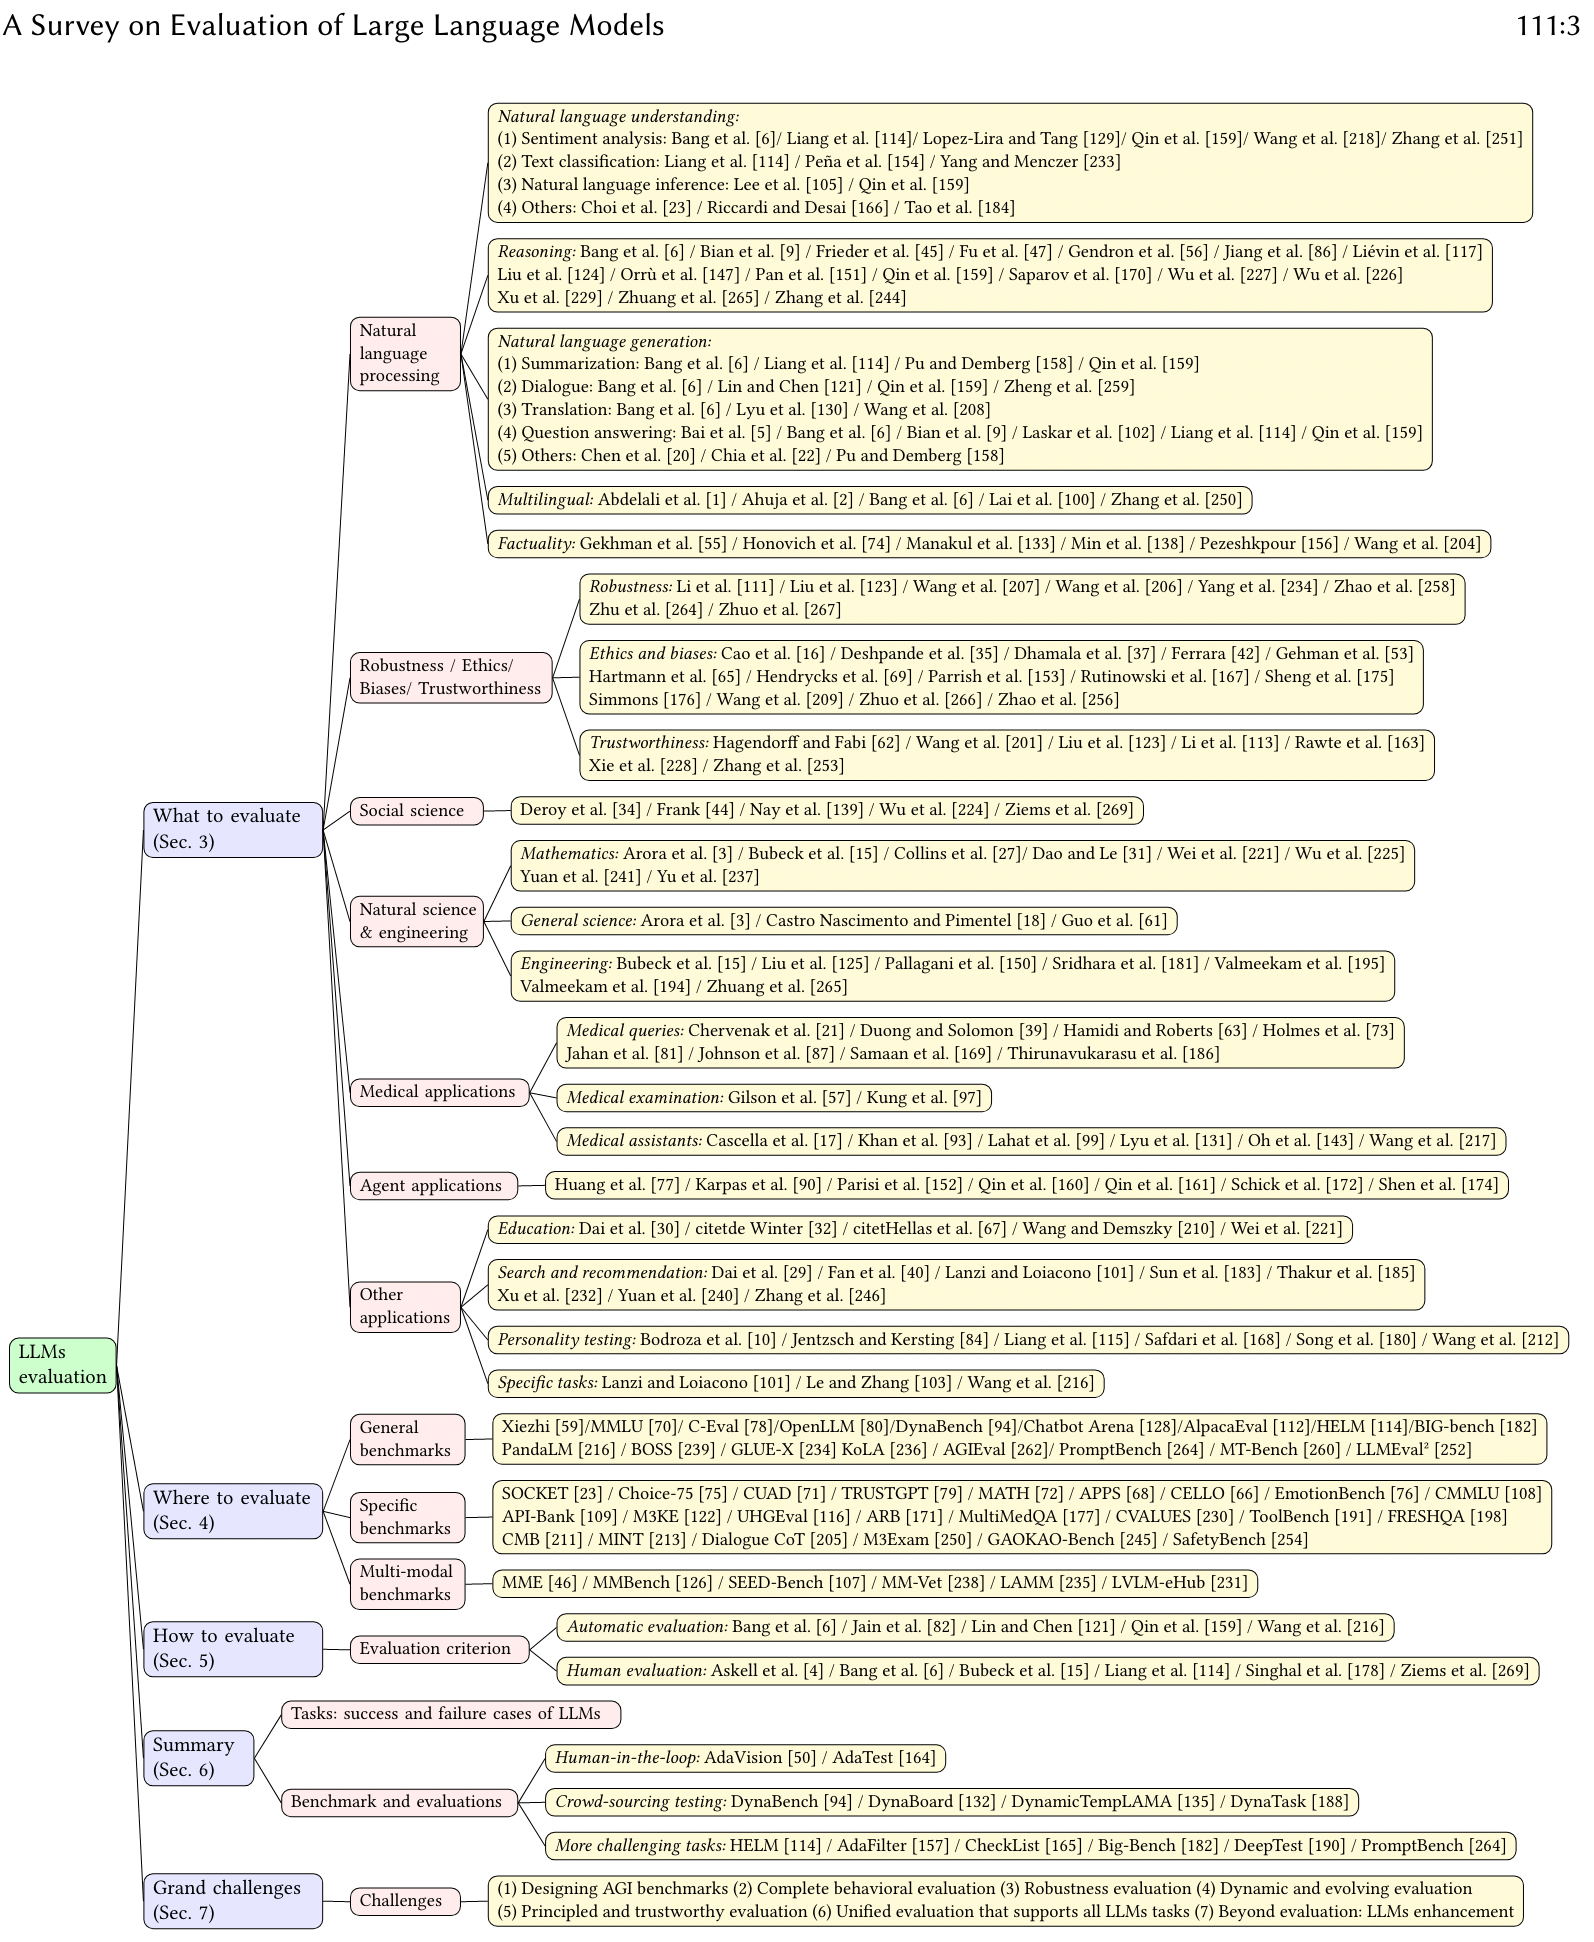 A Survey on Evaluation of Large Language Models
111:3
Natural language understanding:
(1) Sentiment analysis: Bang et al. [6]/ Liang et al. [114]/ Lopez-Lira and Tang [129]/ Qin et al. [159]/ Wang et al. [218]/ Zhang et al. [251]
(2) Text classification: Liang et al. [114] / Peña et al. [154] / Yang and Menczer [233]
(3) Natural language inference: Lee et al. [105] / Qin et al. [159]
(4) Others: Choi et al. [23] / Riccardi and Desai [166] / Tao et al. [184]
Reasoning: Bang et al. [6] / Bian et al. [9] / Frieder et al. [45] / Fu et al. [47] / Gendron et al. [56] / Jiang et al. [86] / Liévin et al. [117]
Liu et al. [124] / Orrù et al. [147] / Pan et al. [151] / Qin et al. [159] / Saparov et al. [170] / Wu et al. [227] / Wu et al. [226]
Xu et al. [229] / Zhuang et al. [265] / Zhang et al. [244]
Natural
language
processing
Natural language generation:
(1) Summarization: Bang et al. [6] / Liang et al. [114] / Pu and Demberg [158] / Qin et al. [159]
(2) Dialogue: Bang et al. [6] / Lin and Chen [121] / Qin et al. [159] / Zheng et al. [259]
(3) Translation: Bang et al. [6] / Lyu et al. [130] / Wang et al. [208]
(4) Question answering: Bai et al. [5] / Bang et al. [6] / Bian et al. [9] / Laskar et al. [102] / Liang et al. [114] / Qin et al. [159]
(5) Others: Chen et al. [20] / Chia et al. [22] / Pu and Demberg [158]
Multilingual: Abdelali et al. [1] / Ahuja et al. [2] / Bang et al. [6] / Lai et al. [100] / Zhang et al. [250]
Factuality: Gekhman et al. [55] / Honovich et al. [74] / Manakul et al. [133] / Min et al. [138] / Pezeshkpour [156] / Wang et al. [204]
Robustness: Li et al. [111] / Liu et al. [123] / Wang et al. [207] / Wang et al. [206] / Yang et al. [234] / Zhao et al. [258]
Zhu et al. [264] / Zhuo et al. [267]
Robustness / Ethics/
Biases/ Trustworthiness
Ethics and biases: Cao et al. [16] / Deshpande et al. [35] / Dhamala et al. [37] / Ferrara [42] / Gehman et al. [53]
Hartmann et al. [65] / Hendrycks et al. [69] / Parrish et al. [153] / Rutinowski et al. [167] / Sheng et al. [175]
Simmons [176] / Wang et al. [209] / Zhuo et al. [266] / Zhao et al. [256]
Trustworthiness: Hagendorff and Fabi [62] / Wang et al. [201] / Liu et al. [123] / Li et al. [113] / Rawte et al. [163]
Xie et al. [228] / Zhang et al. [253]
What to evaluate
(Sec. 3)
Social science
Deroy et al. [34] / Frank [44] / Nay et al. [139] / Wu et al. [224] / Ziems et al. [269]
Mathematics: Arora et al. [3] / Bubeck et al. [15] / Collins et al. [27]/ Dao and Le [31] / Wei et al. [221] / Wu et al. [225]
Yuan et al. [241] / Yu et al. [237]
Natural science
& engineering
General science: Arora et al. [3] / Castro Nascimento and Pimentel [18] / Guo et al. [61]
Engineering: Bubeck et al. [15] / Liu et al. [125] / Pallagani et al. [150] / Sridhara et al. [181] / Valmeekam et al. [195]
Valmeekam et al. [194] / Zhuang et al. [265]
Medical queries: Chervenak et al. [21] / Duong and Solomon [39] / Hamidi and Roberts [63] / Holmes et al. [73]
Jahan et al. [81] / Johnson et al. [87] / Samaan et al. [169] / Thirunavukarasu et al. [186]
Medical applications
Medical examination: Gilson et al. [57] / Kung et al. [97]
Medical assistants: Cascella et al. [17] / Khan et al. [93] / Lahat et al. [99] / Lyu et al. [131] / Oh et al. [143] / Wang et al. [217]
Agent applications
Huang et al. [77] / Karpas et al. [90] / Parisi et al. [152] / Qin et al. [160] / Qin et al. [161] / Schick et al. [172] / Shen et al. [174]
Education: Dai et al. [30] / citetde Winter [32] / citetHellas et al. [67] / Wang and Demszky [210] / Wei et al. [221]
Search and recommendation: Dai et al. [29] / Fan et al. [40] / Lanzi and Loiacono [101] / Sun et al. [183] / Thakur et al. [185]
Xu et al. [232] / Yuan et al. [240] / Zhang et al. [246]
Other
applications
Personality testing: Bodroza et al. [10] / Jentzsch and Kersting [84] / Liang et al. [115] / Safdari et al. [168] / Song et al. [180] / Wang et al. [212]
Specific tasks: Lanzi and Loiacono [101] / Le and Zhang [103] / Wang et al. [216]
LLMs
evaluation
General
benchmarks
Xiezhi [59]/MMLU [70]/ C-Eval [78]/OpenLLM [80]/DynaBench [94]/Chatbot Arena [128]/AlpacaEval [112]/HELM [114]/BIG-bench [182]
PandaLM [216] / BOSS [239] / GLUE-X [234] KoLA [236] / AGIEval [262]/ PromptBench [264] / MT-Bench [260] / LLMEval² [252]
Where to evaluate
(Sec. 4)
Specific
benchmarks
SOCKET [23] / Choice-75 [75] / CUAD [71] / TRUSTGPT [79] / MATH [72] / APPS [68] / CELLO [66] / EmotionBench [76] / CMMLU [108]
API-Bank [109] / M3KE [122] / UHGEval [116] / ARB [171] / MultiMedQA [177] / CVALUES [230] / ToolBench [191] / FRESHQA [198]
CMB [211] / MINT [213] / Dialogue CoT [205] / M3Exam [250] / GAOKAO-Bench [245] / SafetyBench [254]
Multi-modal
benchmarks
MME [46] / MMBench [126] / SEED-Bench [107] / MM-Vet [238] / LAMM [235] / LVLM-eHub [231]
How to evaluate
(Sec. 5)
Evaluation criterion
Automatic evaluation: Bang et al. [6] / Jain et al. [82] / Lin and Chen [121] / Qin et al. [159] / Wang et al. [216]
Human evaluation: Askell et al. [4] / Bang et al. [6] / Bubeck et al. [15] / Liang et al. [114] / Singhal et al. [178] / Ziems et al. [269]
Summary
(Sec. 6)
Tasks: success and failure cases of LLMs
Benchmark and evaluations
Human-in-the-loop: AdaVision [50] / AdaTest [164]
Crowd-sourcing testing: DynaBench [94] / DynaBoard [132] / DynamicTempLAMA [135] / DynaTask [188]
More challenging tasks: HELM [114] / AdaFilter [157] / CheckList [165] / Big-Bench [182] / DeepTest [190] / PromptBench [264]
Grand challenges
(Sec. 7)
Challenges
(1) Designing AGI benchmarks (2) Complete behavioral evaluation (3) Robustness evaluation (4) Dynamic and evolving evaluation
(5) Principled and trustworthy evaluation (6) Unified evaluation that supports all LLMs tasks (7) Beyond evaluation: LLMs enhancement